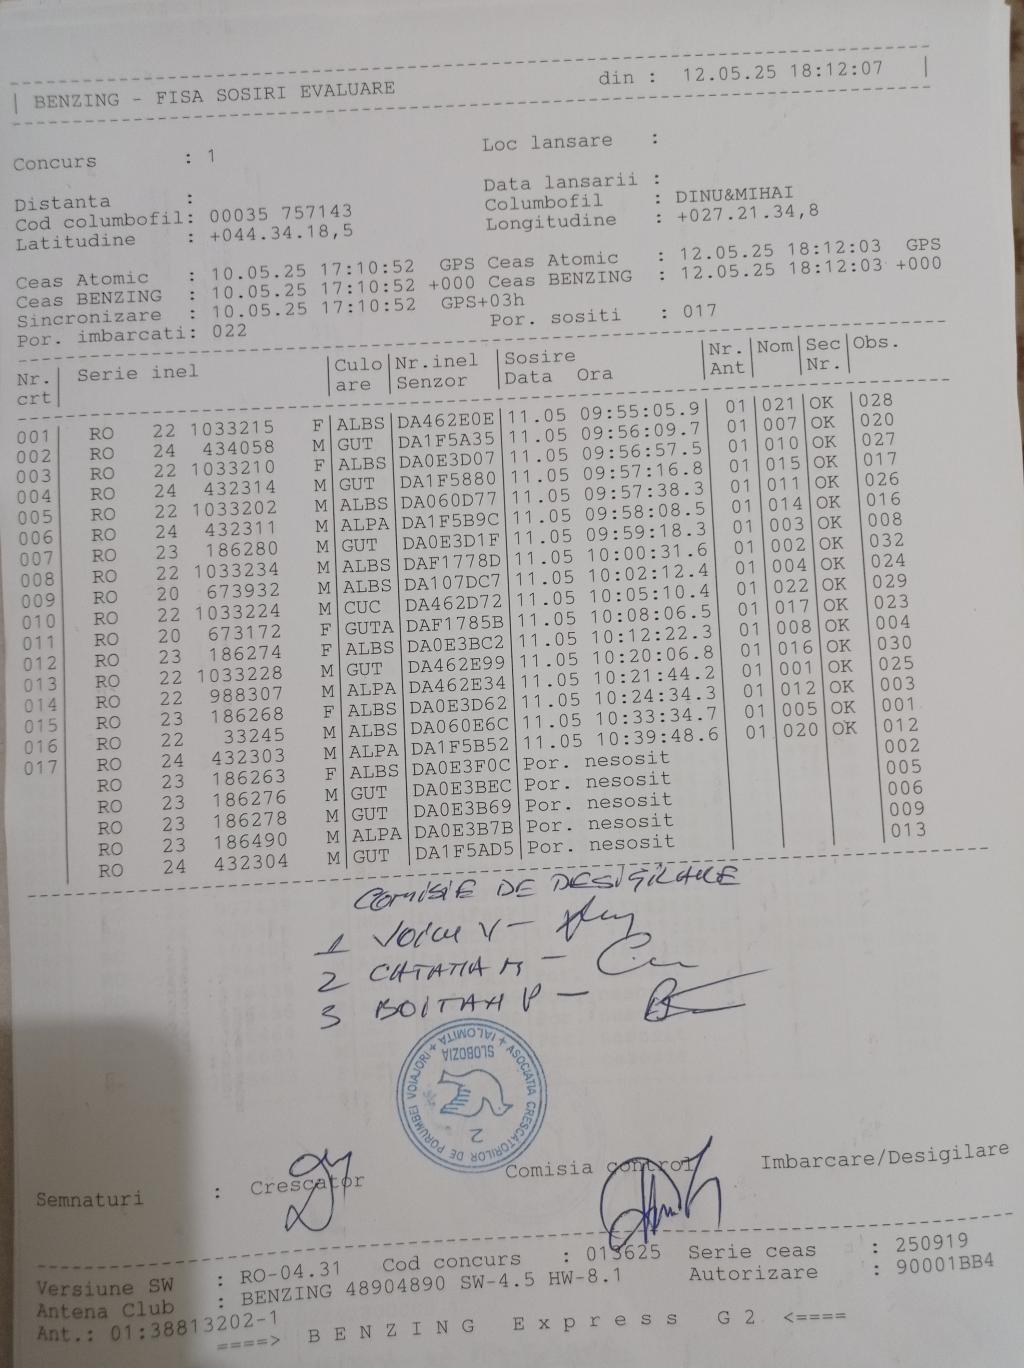 BENZING - FISA SOSIRI EVALUARE din : 12.05.25 18:12:07
Concurs : 1 Loc lansare :
Distanta : Data lansarii :
Cod columbofil: 00035 757143 Columbofil : DINU&MIHAI
Latitudine : +044.34.18,5 Longitudine : +027.21.34,8
Ceas Atomic : 10.05.25 17:10:52 GPS Ceas Atomic : 12.05.25 18:12:03 GPS
Ceas BENZING : 10.05.25 17:10:52 +000 Ceas BENZING : 12.05.25 18:12:03 +000
Sincronizare : 10.05.25 17:10:52 GPS+03h
Por. imbarcati: 022 Por. sositi : 017
Nr. | Serie inel | Culo | Nr.inel | Sosire | Nr. | Nom | Sec | Obs.
crt | | are | Senzor | Data Ora | Ant | | Nr. |
001 | RO 22 1033215 F | ALBS | DA462E0E | 11.05 09:55:05.9 | 01 | 021 | OK | 028
002 | RO 24 434058 M | GUT | DA1F5A35 | 11.05 09:56:09.7 | 01 | 007 | OK | 020
003 | RO 22 1033210 F | ALBS | DA0E3D07 | 11.05 09:56:57.5 | 01 | 010 | OK | 027
004 | RO 24 432314 M | GUT | DA1F5880 | 11.05 09:57:16.8 | 01 | 015 | OK | 017
005 | RO 22 1033202 M | ALBS | DA060D77 | 11.05 09:57:38.3 | 01 | 011 | OK | 026
006 | RO 24 432311 M | ALPA | DA1F5B9C | 11.05 09:58:08.5 | 01 | 014 | OK | 016
007 | RO 23 186280 M | GUT | DA0E3D1F | 11.05 09:59:18.3 | 01 | 003 | OK | 008
008 | RO 22 1033234 M | ALBS | DAF1778D | 11.05 10:00:31.6 | 01 | 002 | OK | 032
009 | RO 20 673932 M | ALBS | DA107DC7 | 11.05 10:02:12.4 | 01 | 004 | OK | 024
010 | RO 22 1033224 M | CUC | DA462D72 | 11.05 10:05:10.4 | 01 | 022 | OK | 029
011 | RO 20 673172 F | GUTA | DAF1785B | 11.05 10:08:06.5 | 01 | 017 | OK | 023
012 | RO 23 186274 F | ALBS | DA0E3BC2 | 11.05 10:12:22.3 | 01 | 008 | OK | 004
013 | RO 22 1033228 M | GUT | DA462E99 | 11.05 10:20:06.8 | 01 | 016 | OK | 030
014 | RO 22 988307 M | ALPA | DA462E34 | 11.05 10:21:44.2 | 01 | 001 | OK | 025
015 | RO 23 186268 F | ALBS | DA0E3D62 | 11.05 10:24:34.3 | 01 | 012 | OK | 003
016 | RO 22 33245 M | ALBS | DA060E6C | 11.05 10:33:34.7 | 01 | 005 | OK | 001
017 | RO 24 432303 M | ALPA | DA1F5B52 | 11.05 10:39:48.6 | 01 | 020 | OK | 012
RO 23 186263 F | ALBS | DA0E3F0C | Por. nesosit | 002
RO 23 186276 M | GUT | DA0E3BEC | Por. nesosit | 005
RO 23 186278 M | GUT | DA0E3B69 | Por. nesosit | 006
RO 23 186490 M | ALPA | DA0E3B7B | Por. nesosit | 009
RO 24 432304 M | GUT | DA1F5AD5 | Por. nesosit | 013
COMISIE DE DESIGILARE
1 VOICU V -
2 CATANA M -
3 BOITAN P -
ASOCIATIA CRESCATORILOR DE PORUMBEI VOIAJORI + IALOMITA +
SLOBOZIA
2
Semnaturi : Crescator Comisia control Imbarcare/Desigilare
Versiune SW : RO-04.31 Cod concurs : 013625 Serie ceas : 250919
Antena Club : BENZING 48904890 SW-4.5 HW-8.1 Autorizare : 90001BB4
Ant.: 01:38813202-1
====> B E N Z I N G E x p r e s s G 2 <====